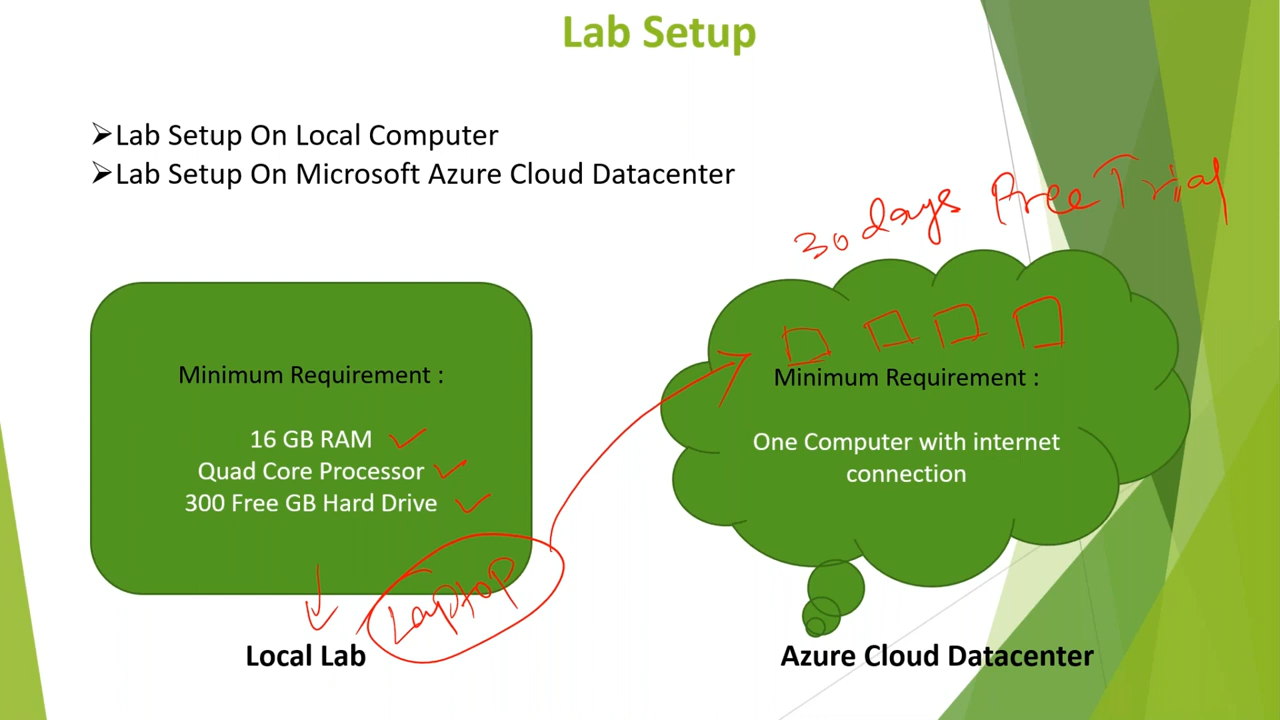 Lab Setup
➢Lab Setup On Local Computer
➢Lab Setup On Microsoft Azure Cloud Datacenter
30 days Free Trial
Minimum Requirement :
16 GB RAM
Quad Core Processor
300 Free GB Hard Drive
Laptop
Local Lab
Minimum Requirement :
One Computer with internet
connection
Azure Cloud Datacenter